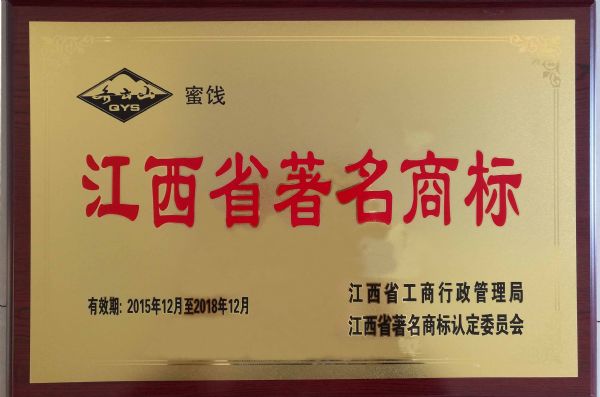 齐云山
QYS
蜜饯
江西省著名商标
有效期: 2015年12月至2018年12月
江西省工商行政管理局
江西省著名商标认定委员会